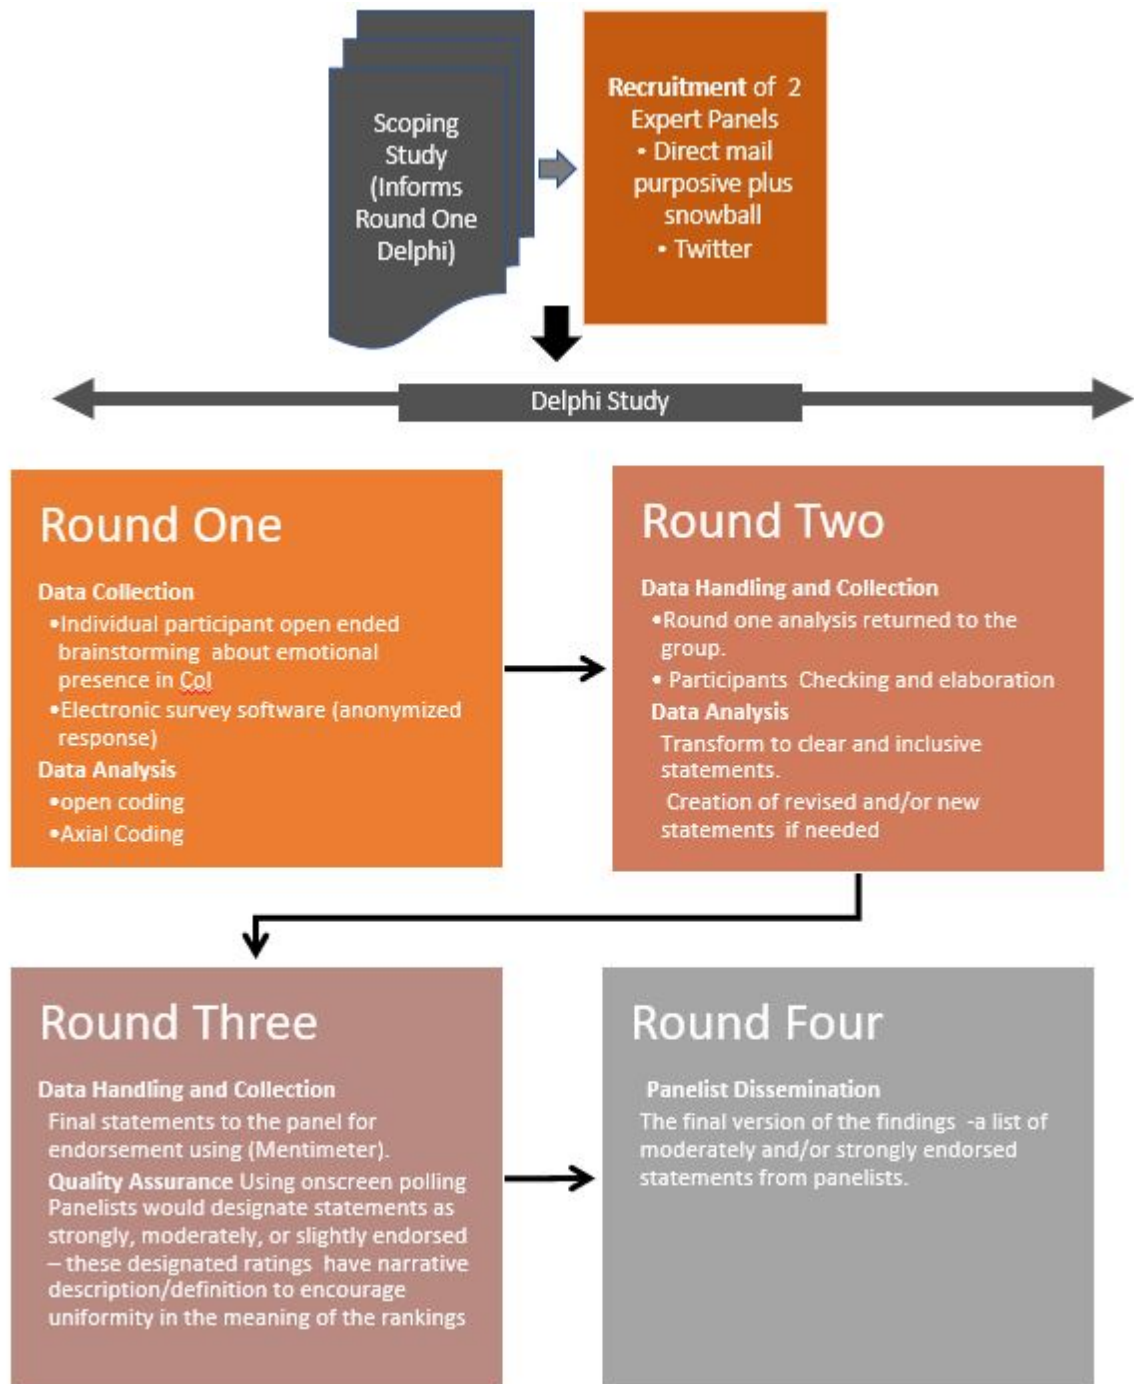 Scoping
Study
(Informs
Round One
Delphi)
Recruitment of 2
Expert Panels
• Direct mail
purposive plus
snowball
• Twitter
Delphi Study
Round One
Data Collection
•Individual participant open ended
brainstorming about emotional
presence in CoI
•Electronic survey software (anonymized
response)
Data Analysis
•open coding
•Axial Coding
Round Two
Data Handling and Collection
•Round one analysis returned to the
group.
• Participants Checking and elaboration
Data Analysis
Transform to clear and inclusive
statements.
Creation of revised and/or new
statements if needed
Round Three
Data Handling and Collection
Final statements to the panel for
endorsement using (Mentimeter).
Quality Assurance Using onscreen polling
Panelists would designate statements as
strongly, moderately, or slightly endorsed
– these designated ratings have narrative
description/definition to encourage
uniformity in the meaning of the rankings
Round Four
Panelist Dissemination
The final version of the findings -a list of
moderately and/or strongly endorsed
statements from panelists.